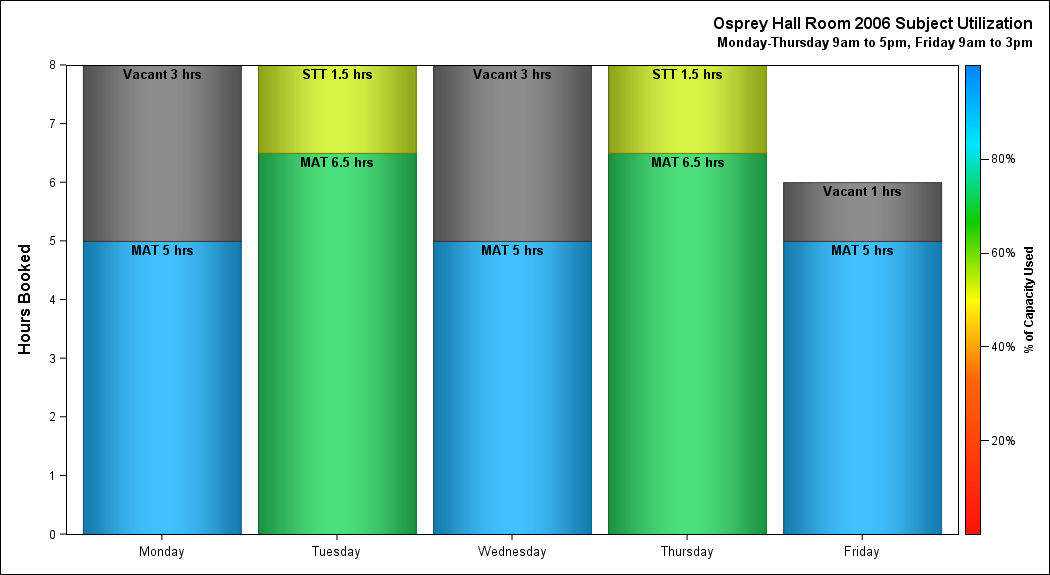 Osprey Hall Room 2006 Subject Utilization
Monday-Thursday 9am to 5pm, Friday 9am to 3pm
Hours Booked
8
7
6
5
4
3
2
1
0
Vacant 3 hrs
MAT 5 hrs
STT 1.5 hrs
MAT 6.5 hrs
Vacant 3 hrs
MAT 5 hrs
STT 1.5 hrs
MAT 6.5 hrs
Vacant 1 hrs
MAT 5 hrs
Monday
Tuesday
Wednesday
Thursday
Friday
80%
60%
40%
20%
% of Capacity Used